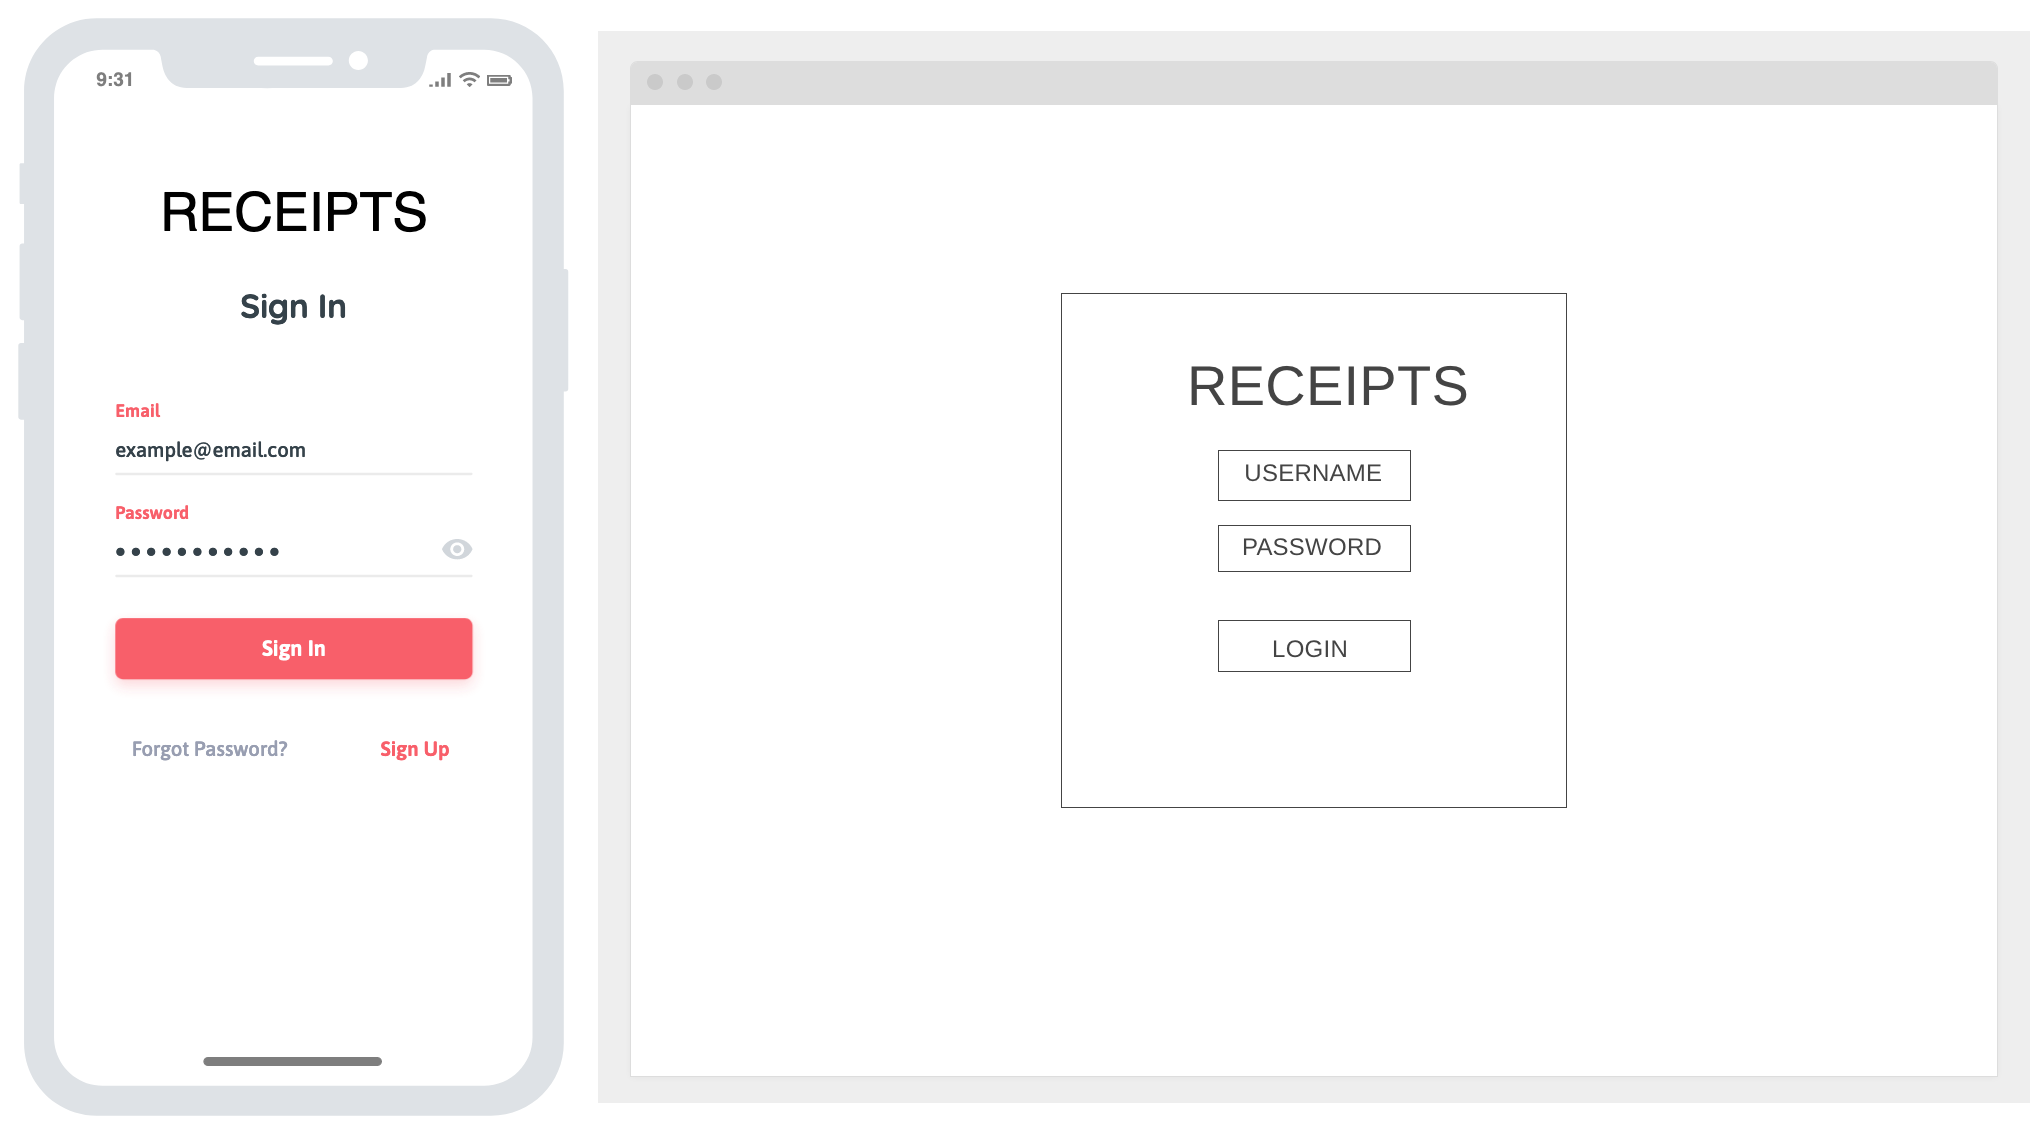 9:31
RECEIPTS
Sign In
Email
example@email.com
Password
Sign In
Forgot Password? Sign Up
RECEIPTS
USERNAME
PASSWORD
LOGIN